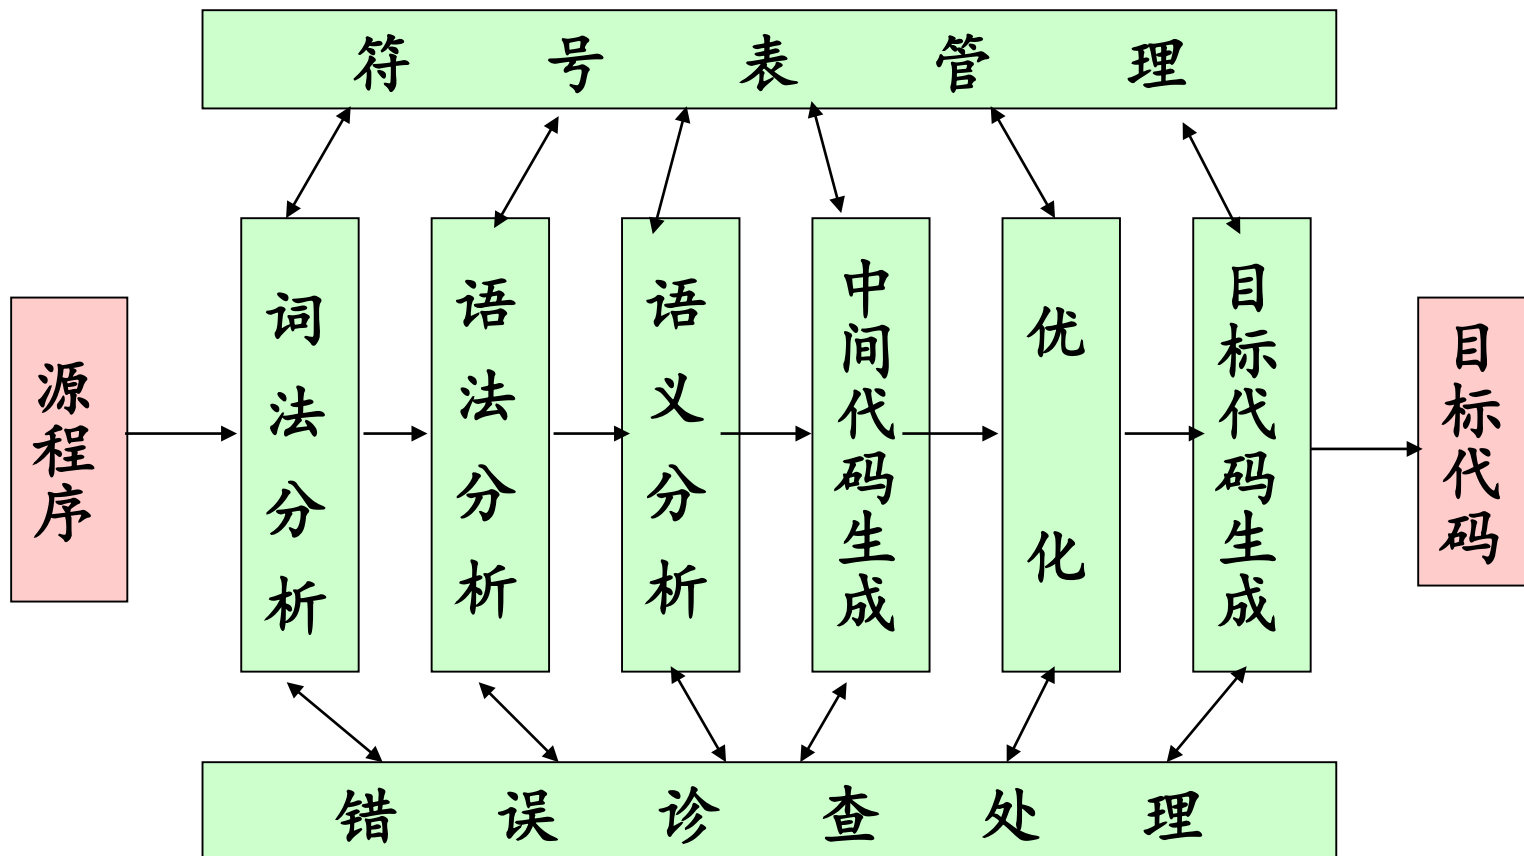 符号表管理
源程序
词法分析
语法分析
语义分析
中间代码生成
优化
目标代码生成
目标代码
错误诊查处理